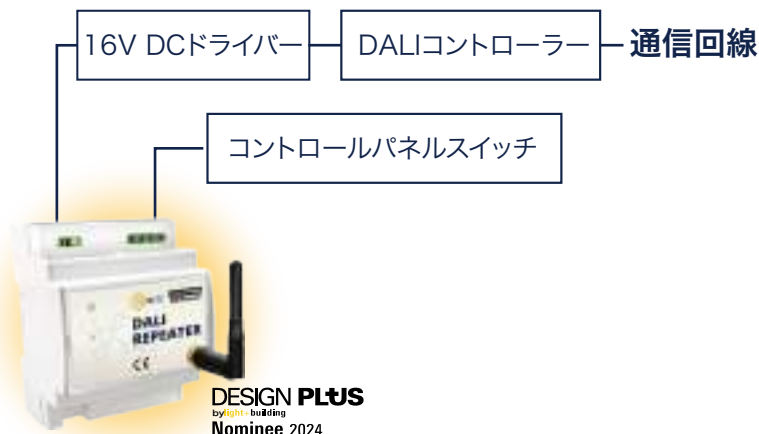 16V DCドライバー
DALIコントローラー
通信回線
コントロールパネルスイッチ
DALI
REPEATER
CE
DESIGN PLUS
by light+building
Nominee 2024